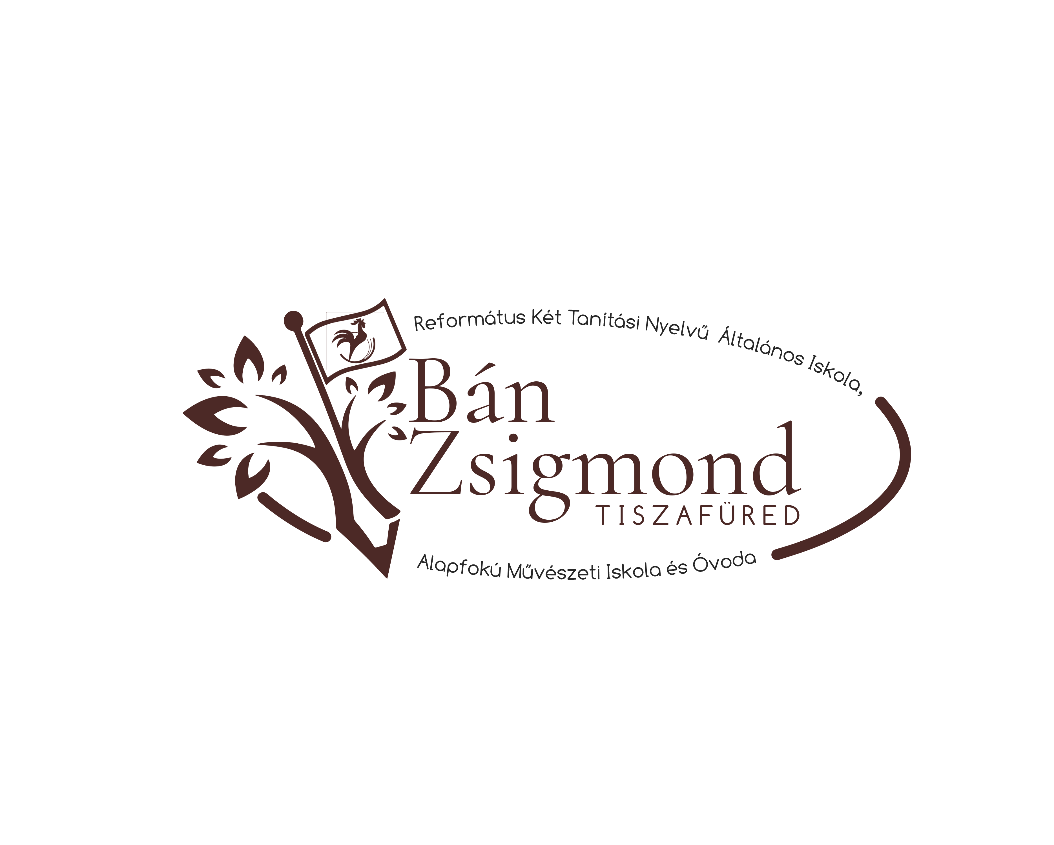 Református Két Tanítási Nyelvű Általános Iskola,
Bán
Zsigmond
TISZAFÜRED
Alapfokú Művészeti Iskola és Óvoda